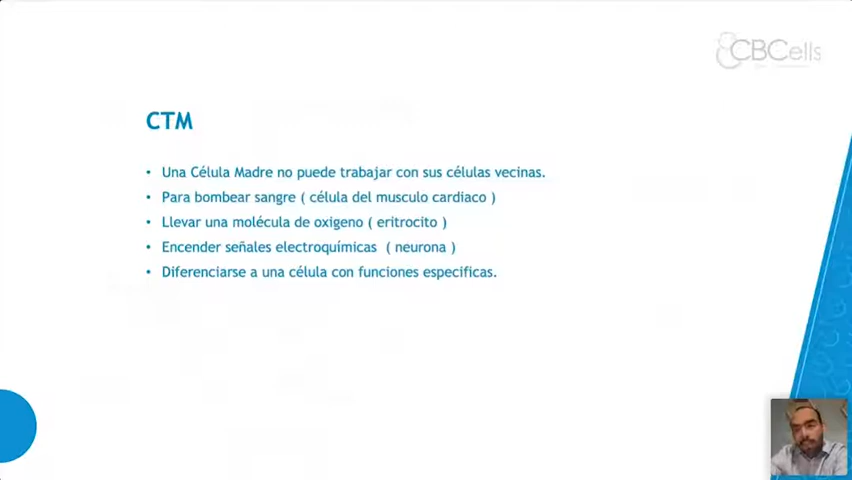 CBCells
CTM
• Una Célula Madre no puede trabajar con sus células vecinas.
• Para bombear sangre ( célula del musculo cardiaco )
• Llevar una molécula de oxigeno ( eritrocito )
• Encender señales electroquímicas ( neurona )
• Diferenciarse a una célula con funciones específicas.